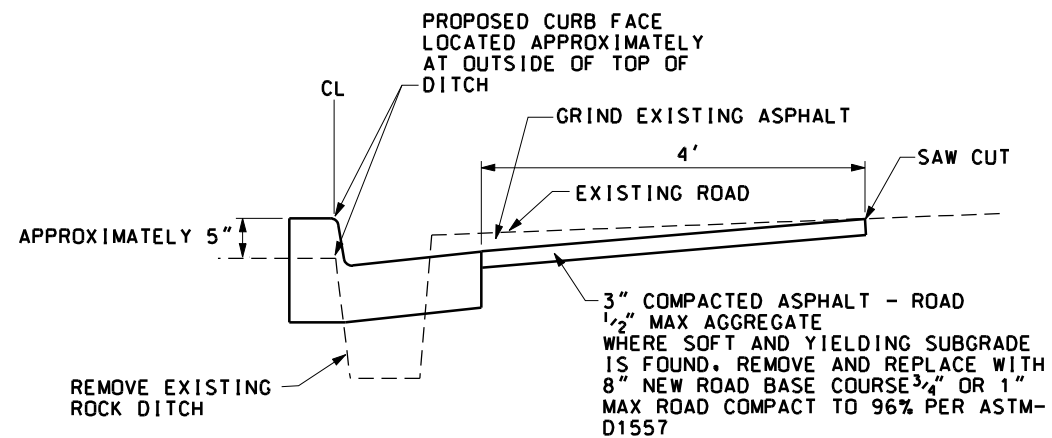 PROPOSED CURB FACE
LOCATED APPROXIMATELY
AT OUTSIDE OF TOP OF
DITCH
CL
GRIND EXISTING ASPHALT
4'
SAW CUT
EXISTING ROAD
APPROXIMATELY 5"
3" COMPACTED ASPHALT - ROAD
1/2" MAX AGGREGATE
WHERE SOFT AND YIELDING SUBGRADE
IS FOUND. REMOVE AND REPLACE WITH
8" NEW ROAD BASE COURSE 3/4" OR 1"
MAX ROAD COMPACT TO 96% PER ASTM-
D1557
REMOVE EXISTING
ROCK DITCH